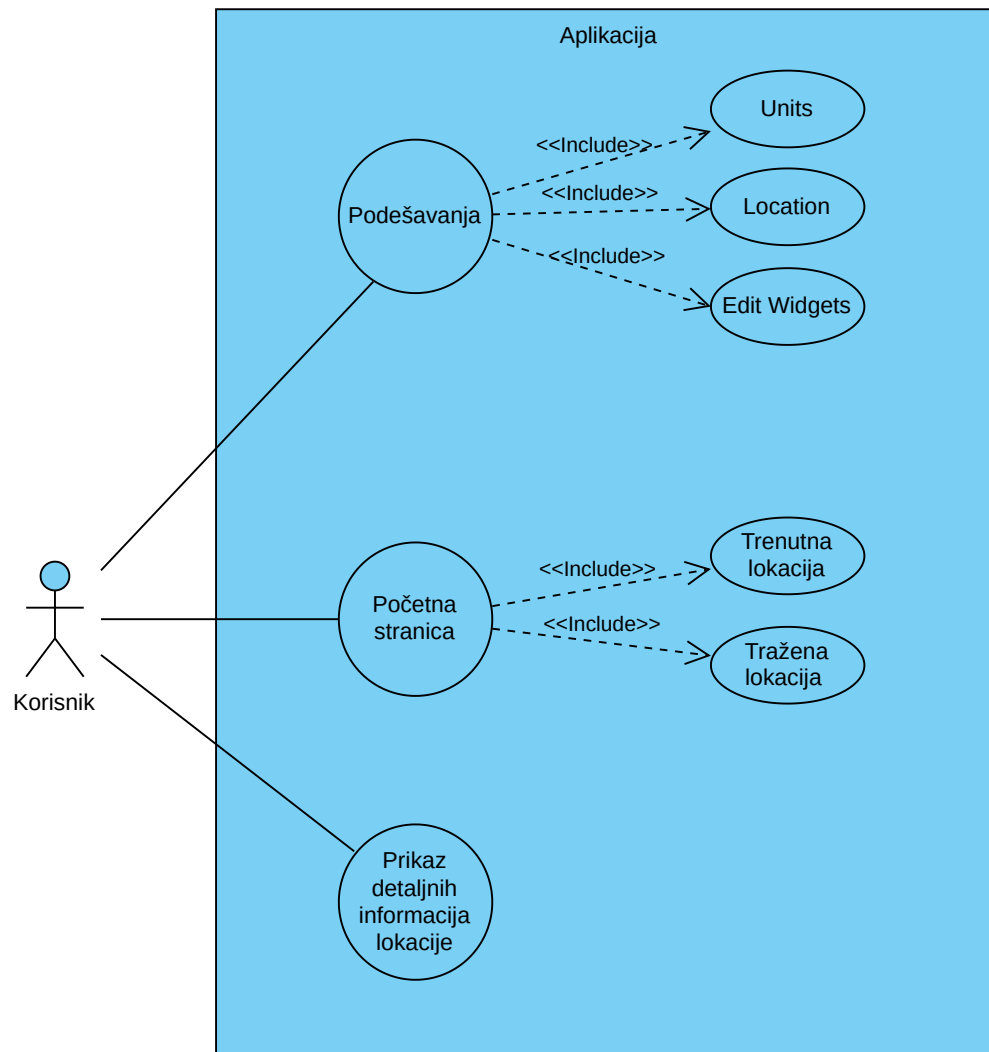 Aplikacija
Units
<<Include>>
Podešavanja
<<Include>>
Location
<<Include>>
Edit Widgets
Trenutna
lokacija
<<Include>>
Početna
stranica
<<Include>>
Tražena
lokacija
Korisnik
Prikaz
detaljnih
informacija
lokacije